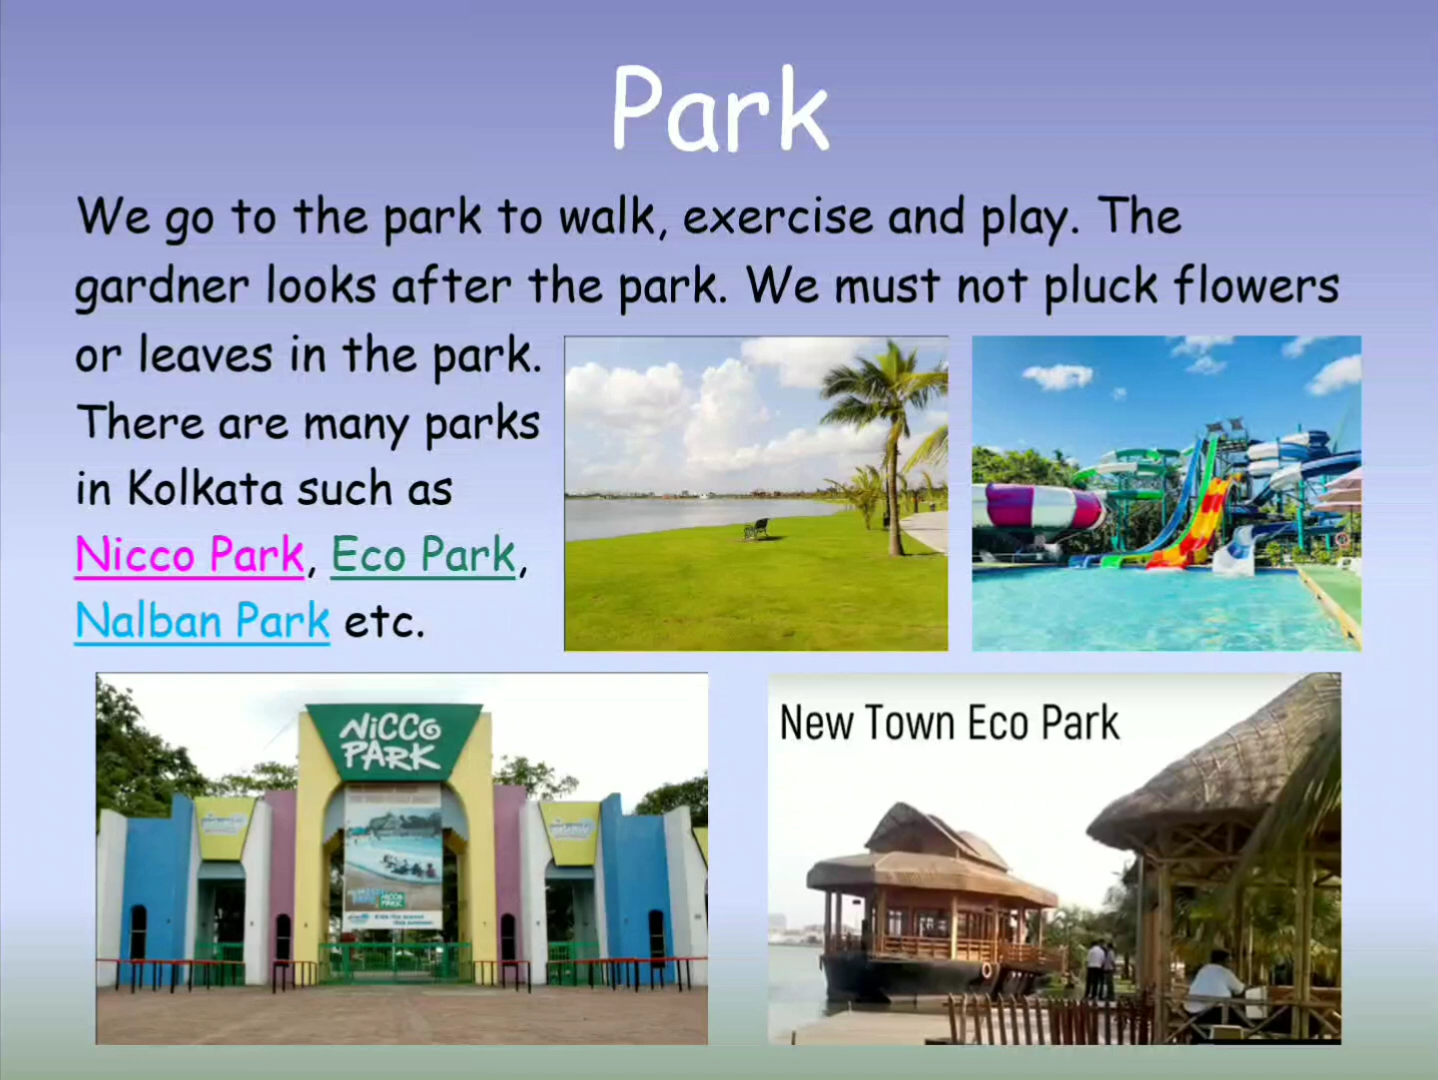 Park
We go to the park to walk, exercise and play. The
gardner looks after the park. We must not pluck flowers
or leaves in the park.
There are many parks
in Kolkata such as
Nicco Park, Eco Park,
Nalban Park etc.
NiCCO
PARK
New Town Eco Park